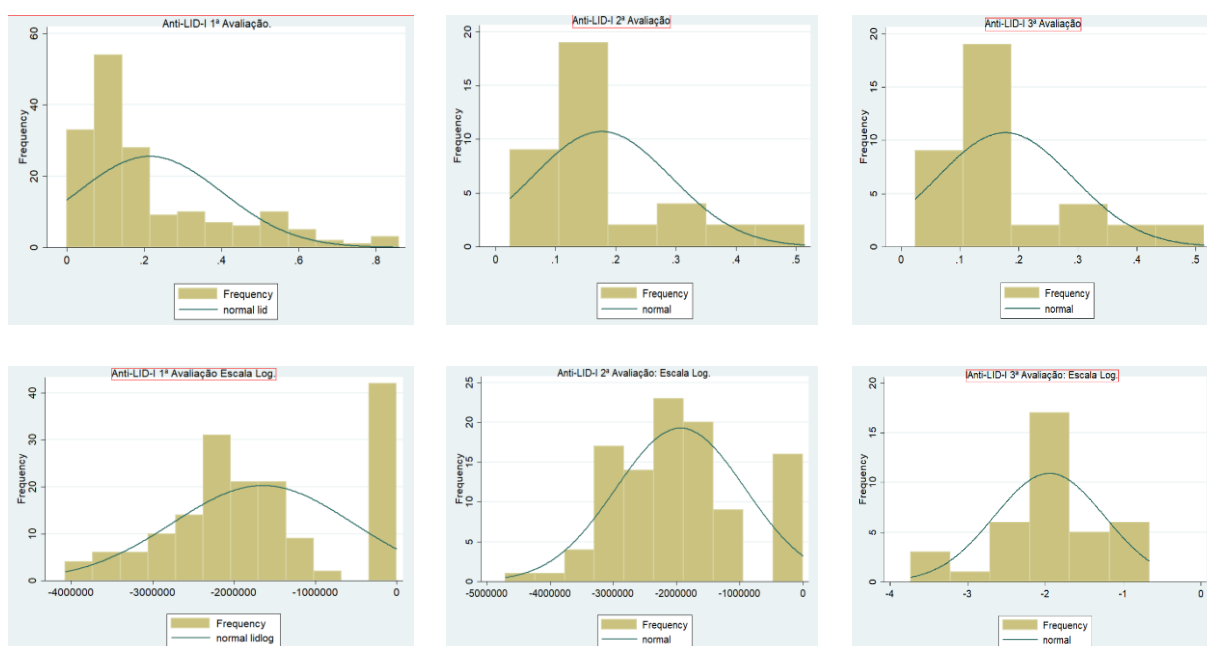 Anti-LID-I 1ª Avaliação.
60
40
20
0
Frequency
0 .2 .4 .6 .8
Frequency
normal lid
Anti-LID-I 2ª Avaliação
20
15
10
5
0
Frequency
0 .1 .2 .3 .4 .5
Frequency
normal
Anti-LID-I 3ª Avaliação
20
15
10
5
0
Frequency
0 .1 .2 .3 .4 .5
Frequency
normal
Anti-LID-I 1ª Avaliação Escala Log.
40
30
20
10
0
Frequency
-4000000 -3000000 -2000000 -1000000 0
Frequency
normal lidlog
Anti-LID-I 2ª Avaliação: Escala Log.
25
20
15
10
5
0
Frequency
-5000000 -4000000 -3000000 -2000000 -1000000 0
Frequency
normal
Anti-LID-I 3ª Avaliação: Escala Log.
20
15
10
5
0
Frequency
-4 -3 -2 -1 0
Frequency
normal